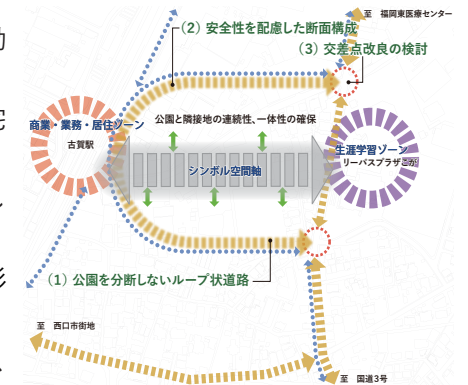 至 福岡東医療センター
（2）安全性を配慮した断面構成
（3）交差点改良の検討
公園と隣接地の連続性、一体性の確保
商業・業務・居住ゾーン
古賀駅
生涯学習ゾーン
リーパスプラザこが
シンボル空間軸
（1）公園を分断しないループ状道路
至 西口市街地
至 国道3号